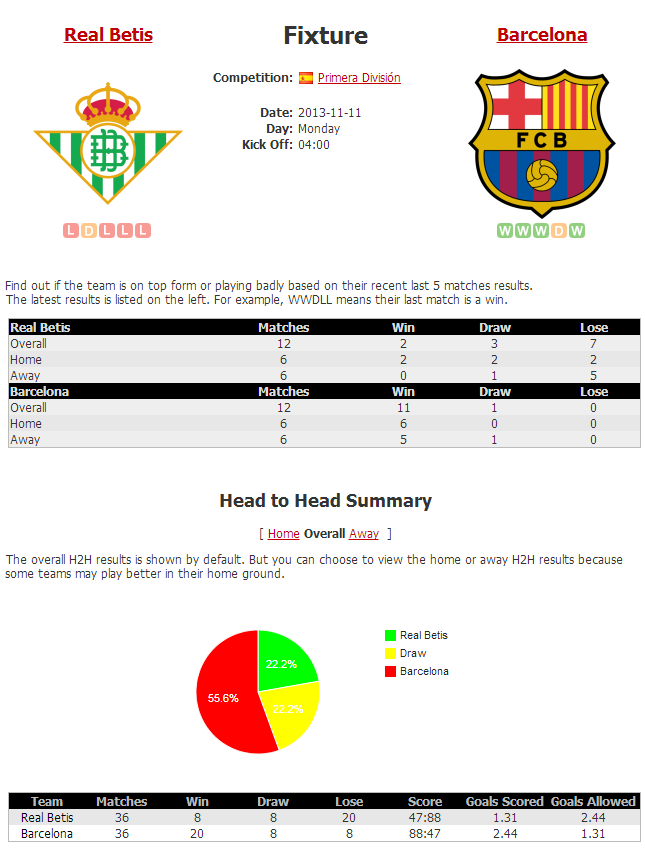 Real Betis
Fixture
Barcelona
Competition: Primera División
Date: 2013-11-11
Day: Monday
Kick Off: 04:00
FCB
L D L L L
W W W D W
Find out if the team is on top form or playing badly based on their recent last 5 matches results.
The latest results is listed on the left. For example, WWDLL means their last match is a win.
Real Betis Matches Win Draw Lose
Overall 12 2 3 7
Home 6 2 2 2
Away 6 0 1 5
Barcelona Matches Win Draw Lose
Overall 12 11 1 0
Home 6 6 0 0
Away 6 5 1 0
Head to Head Summary
[ Home Overall Away ]
The overall H2H results is shown by default. But you can choose to view the home or away H2H results because
some teams may play better in their home ground.
Real Betis
Draw
Barcelona
22.2%
55.6%
22.2%
Team Matches Win Draw Lose Score Goals Scored Goals Allowed
Real Betis 36 8 8 20 47:88 1.31 2.44
Barcelona 36 20 8 8 88:47 2.44 1.31